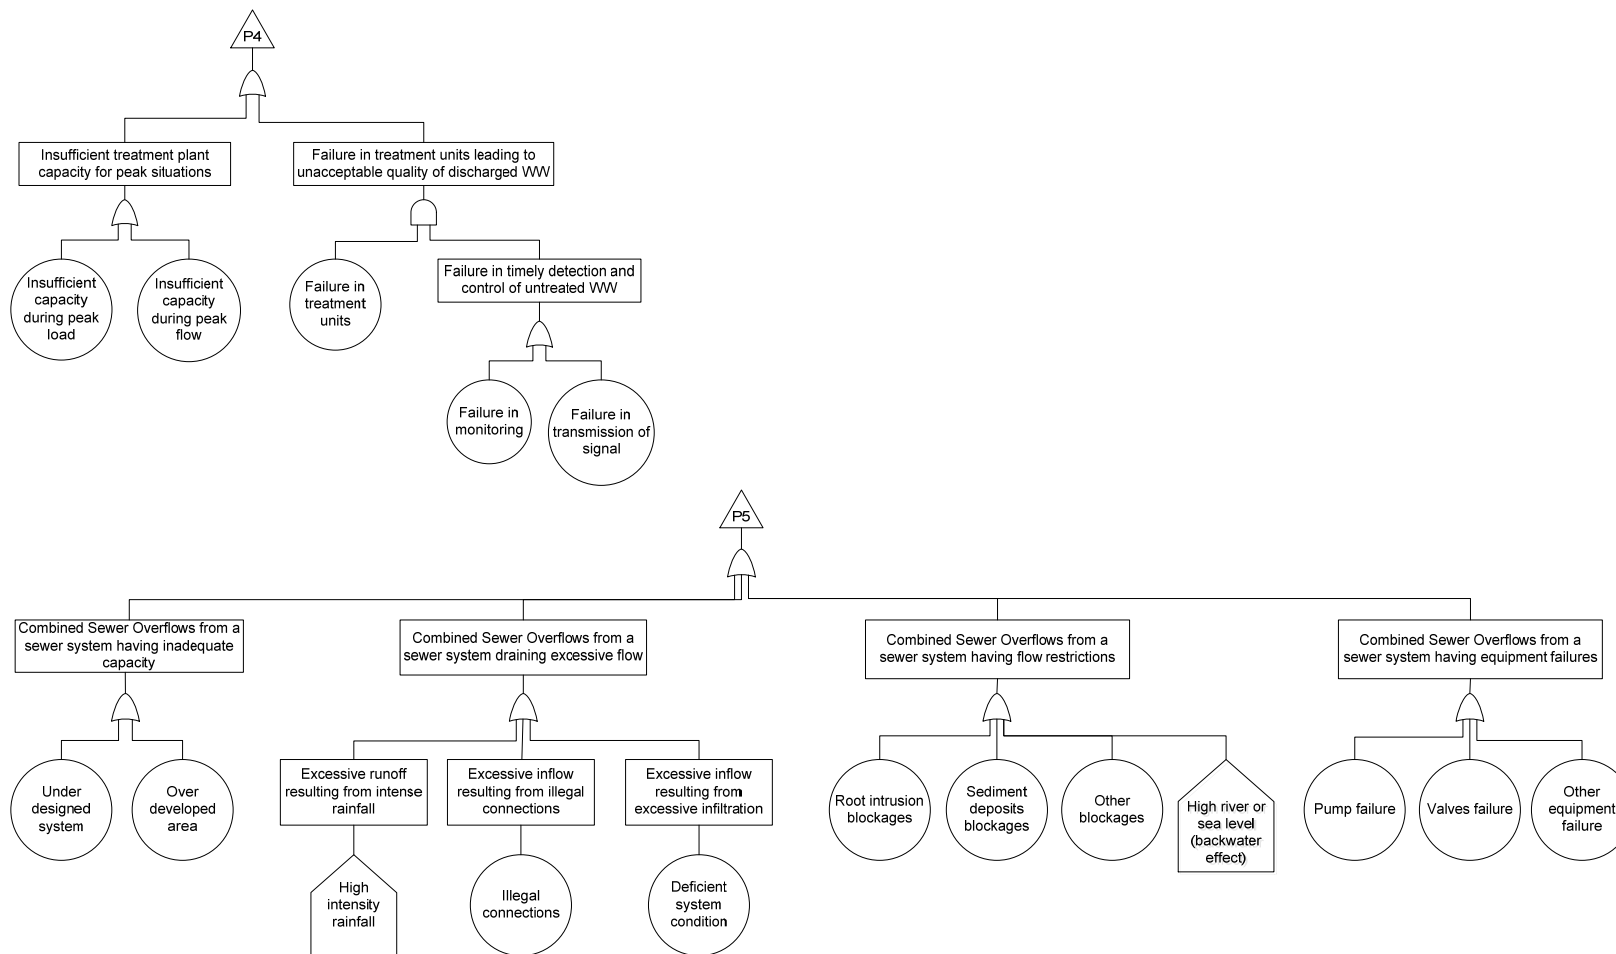 P4
Insufficient treatment plant
capacity for peak situations
Failure in treatment units leading to
unacceptable quality of discharged WW
Insufficient
capacity
during peak
load
Insufficient
capacity
during peak
flow
Failure in
treatment
units
Failure in timely detection and
control of untreated WW
Failure in
monitoring
Failure in
transmission of
signal
P5
Combined Sewer Overflows from a
sewer system having inadequate
capacity
Combined Sewer Overflows from a
sewer system draining excessive flow
Combined Sewer Overflows from a
sewer system having flow restrictions
Combined Sewer Overflows from a
sewer system having equipment failures
Under
designed
system
Over
developed
area
Excessive runoff
resulting from intense
rainfall
Excessive inflow
resulting from illegal
connections
Excessive inflow
resulting from
excessive infiltration
Root intrusion
blockages
Sediment
deposits
blockages
Other
blockages
High river or
sea level
(backwater
effect)
Pump failure
Valves failure
Other
equipment
failure
High
intensity
rainfall
Illegal
connections
Deficient
system
condition